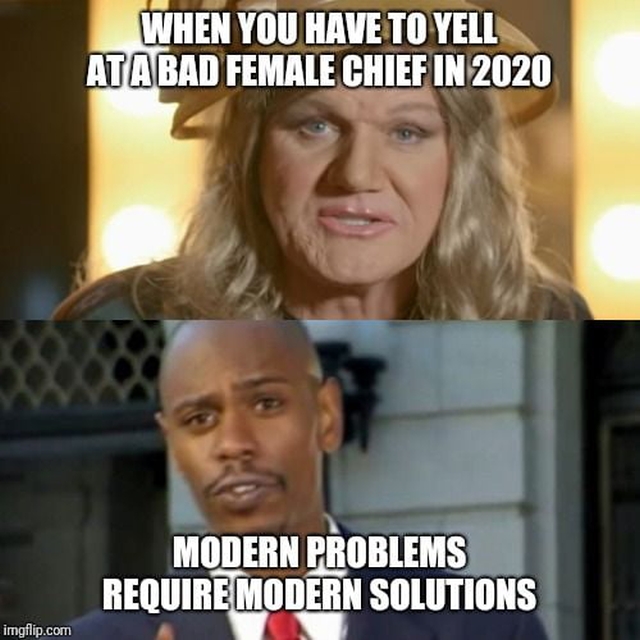 WHEN YOU HAVE TO YELL
AT A BAD FEMALE CHIEF IN 2020
MODERN PROBLEMS
REQUIRE MODERN SOLUTIONS
imgflip.com